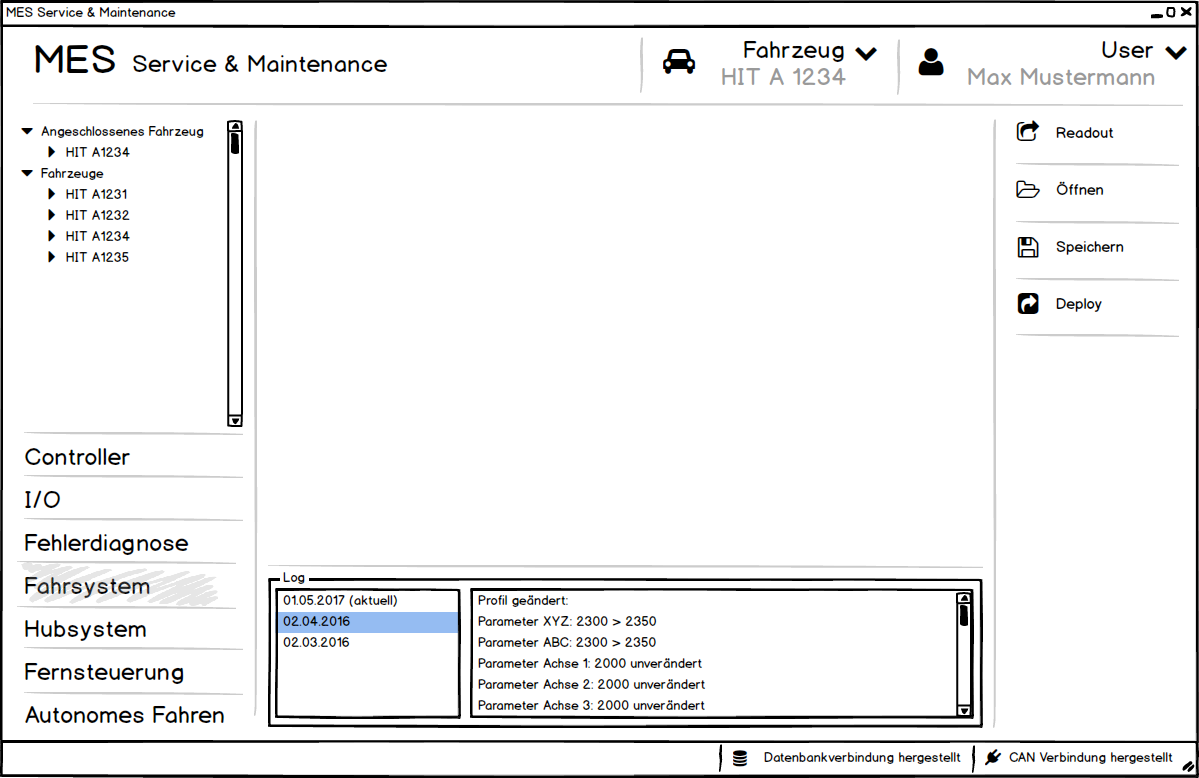 MES Service & Maintenance
MES Service & Maintenance
Fahrzeug
HIT A 1234
User
Max Mustermann
Angeschlossenes Fahrzeug
HIT A1234
Fahrzeuge
HIT A1231
HIT A1232
HIT A1234
HIT A1235
Controller
I/O
Fehlerdiagnose
Fahrsystem
Hubsystem
Fernsteuerung
Autonomes Fahren
Log
01.05.2017 (aktuell)
02.04.2016
02.03.2016
Profil geändert:
Parameter XYZ: 2300 > 2350
Parameter ABC: 2300 > 2350
Parameter Achse 1: 2000 unverändert
Parameter Achse 2: 2000 unverändert
Parameter Achse 3: 2000 unverändert
Readout
Öffnen
Speichern
Deploy
Datenbankverbindung hergestellt
CAN Verbindung hergestellt